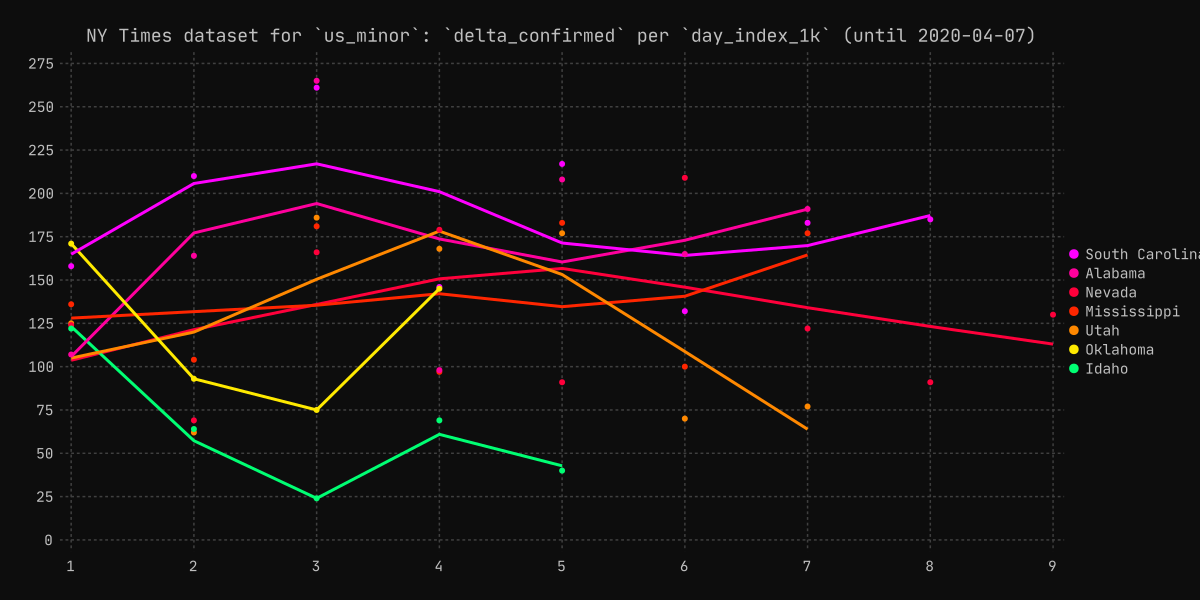 NY Times dataset for `us_minor`: `delta_confirmed` per `day_index_1k` (until 2020-04-07)
275
250
225
200
175
150
125
100
75
50
25
0
1 2 3 4 5 6 7 8 9
South Carolina
Alabama
Nevada
Mississippi
Utah
Oklahoma
Idaho